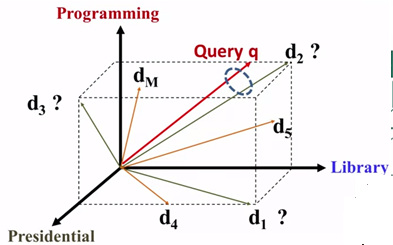 Programming
Query q
d2 ?
dM
d3 ?
d5
Library
d4
d1 ?
Presidential